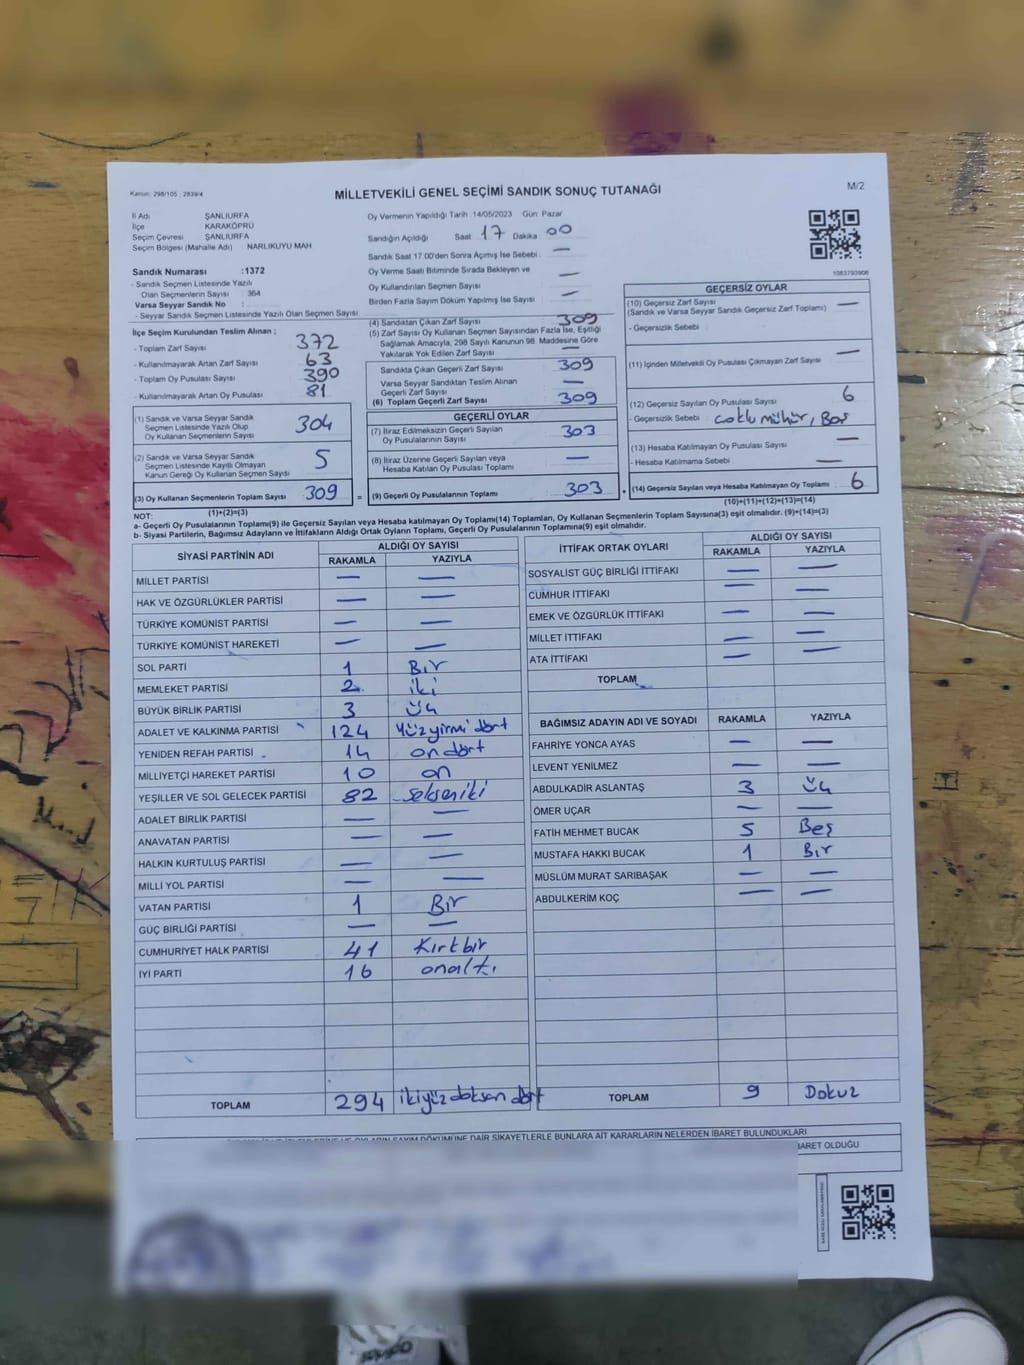 Kanun: 298/105 , 2839/4
MİLLETVEKİLİ GENEL SEÇİMİ SANDIK SONUÇ TUTANAĞI
M/2
İl Adı : ŞANLIURFA
İlçe : KARAKÖPRÜ
Seçim Çevresi : ŞANLIURFA
Seçim Bölgesi (Mahalle Adı) : NARLIKUYU MAH
Oy Vermenin Yapıldığı Tarih :14/05/2023 Gün :Pazar
Sandığın Açıldığı Saat : 17 Dakika : 00
Sandık Saat 17.00'den Sonra Açımış İse Sebebi : —
Oy Verme Saati Bitiminde Sırada Bekleyen ve
Oy Kullandırılan Seçmen Sayısı : —
Birden Fazla Sayım Döküm Yapılmış İse Sayısı : —
1083793906
Sandık Numarası :1372
- Sandık Seçmen Listesinde Yazılı
Olan Seçmenlerin Sayısı : 364
Varsa Seyyar Sandık No :
- Seyyar Sandık Seçmen Listesinde Yazılı Olan Seçmen Sayısı
İlçe Seçim Kurulundan Teslim Alınan ;
- Toplam Zarf Sayısı 372
- Kullanılmayarak Artan Zarf Sayısı 63
- Toplam Oy Pusulası Sayısı 390
- Kullanılmayarak Artan Oy Pusulası 81
(1) Sandık ve Varsa Seyyar Sandık
Seçmen Listesinde Yazılı Olup
Oy Kullanan Seçmenlerin Sayısı 304
(2) Sandık ve Varsa Seyyar Sandık
Seçmen Listesinde Kayıtlı Olmayan
Kanun Gereği Oy Kullanan Seçmen Sayısı 5
(3) Oy Kullanan Seçmenlerin Toplam Sayısı 309 =
(1)+(2)=(3)
(4) Sandıktan Çıkan Zarf Sayısı 309
(5) Zarf Sayısı Oy Kullanan Seçmen Sayısından Fazla İse, Eşitliği
Sağlamak Amacıyla, 298 Sayılı Kanunun 98. Maddesine Göre
Yakılarak Yok Edilen Zarf Sayısı —
Sandıkta Çıkan Geçerli Zarf Sayısı 309
Varsa Seyyar Sandıktan Teslim Alınan
Geçerli Zarf Sayısı —
(6) Toplam Geçerli Zarf Sayısı 309
GEÇERLİ OYLAR
(7) İtiraz Edilmeksizin Geçerli Sayılan
Oy Pusulalarının Sayısı 303
(8) İtiraz Üzerine Geçerli Sayılan veya
Hesaba Katılan Oy Pusulası Toplamı —
(9) Geçerli Oy Pusulalarının Toplamı 303 +
GEÇERSİZ OYLAR
(10) Geçersiz Zarf Sayısı —
(Sandık ve Varsa Seyyar Sandık Geçersiz Zarf Toplamı)
- Geçersizlik Sebebi :
(11) İçinden Milletvekili Oy Pusulası Çıkmayan Zarf Sayısı —
(12) Geçersiz Sayılan Oy Pusulası Sayısı 6
- Geçersizlik Sebebi : çoklu mühür, Boş
(13) Hesaba Katılmayan Oy Pusulası Sayısı —
- Hesaba Katılmama Sebebi : —
(14) Geçersiz Sayılan veya Hesaba Katılmayan Oy Toplamı 6
(10)+(11)+(12)+(13)=(14)
NOT:
a- Geçerli Oy Pusulalarının Toplamı(9) ile Geçersiz Sayılan veya Hesaba katılmayan Oy Toplamı(14) Toplamları, Oy Kullanan Seçmenlerin Toplam Sayısına(3) eşit olmalıdır. (9)+(14)=(3)
b- Siyasi Partilerin, Bağımsız Adayların ve İttifakların Aldığı Ortak Oyların Toplamı, Geçerli Oy Pusulalarının Toplamına(9) eşit olmalıdır.
SİYASİ PARTİNİN ADI ALDIĞI OY SAYISI
RAKAMLA YAZIYLA
MİLLET PARTİSİ — —
HAK VE ÖZGÜRLÜKLER PARTİSİ — —
TÜRKİYE KOMÜNİST PARTİSİ — —
TÜRKİYE KOMÜNİST HAREKETİ — —
SOL PARTİ 1 Bir
MEMLEKET PARTİSİ 2 iki
BÜYÜK BİRLİK PARTİSİ 3 üç
ADALET VE KALKINMA PARTİSİ 124 Yüzyirmi dört
YENİDEN REFAH PARTİSİ 14 on dört
MİLLİYETÇİ HAREKET PARTİSİ 10 on
YEŞİLLER VE SOL GELECEK PARTİSİ 82 sekseniki
ADALET BİRLİK PARTİSİ — —
ANAVATAN PARTİSİ — —
HALKIN KURTULUŞ PARTİSİ — —
MİLLİ YOL PARTİSİ — —
VATAN PARTİSİ 1 Bir
GÜÇ BİRLİĞİ PARTİSİ — —
CUMHURİYET HALK PARTİSİ 41 Kırkbir
İYİ PARTİ 16 onaltı
TOPLAM 294 ikiyüz doksan dört
İTTİFAK ORTAK OYLARI ALDIĞI OY SAYISI
RAKAMLA YAZIYLA
SOSYALİST GÜÇ BİRLİĞİ İTTİFAKI — —
CUMHUR İTTİFAKI — —
EMEK VE ÖZGÜRLÜK İTTİFAKI — —
MİLLET İTTİFAKI — —
ATA İTTİFAKI — —
TOPLAM
BAĞIMSIZ ADAYIN ADI VE SOYADI RAKAMLA YAZIYLA
FAHRİYE YONCA AYAS — —
LEVENT YENİLMEZ — —
ABDULKADİR ASLANTAŞ 3 üç
ÖMER UÇAR — —
FATİH MEHMET BUCAK 5 Beş
MUSTAFA HAKKI BUCAK 1 Bir
MÜSLÜM MURAT SARIBAŞAK — —
ABDULKERİM KOÇ — —
TOPLAM 9 Dokuz
OYLARIN SAYIM DÖKÜMÜNE DAİR ŞİKAYETLERLE BUNLARA AİT KARARLARIN NELERDEN İBARET BULUNDUKLARI
İBARET OLDUĞU